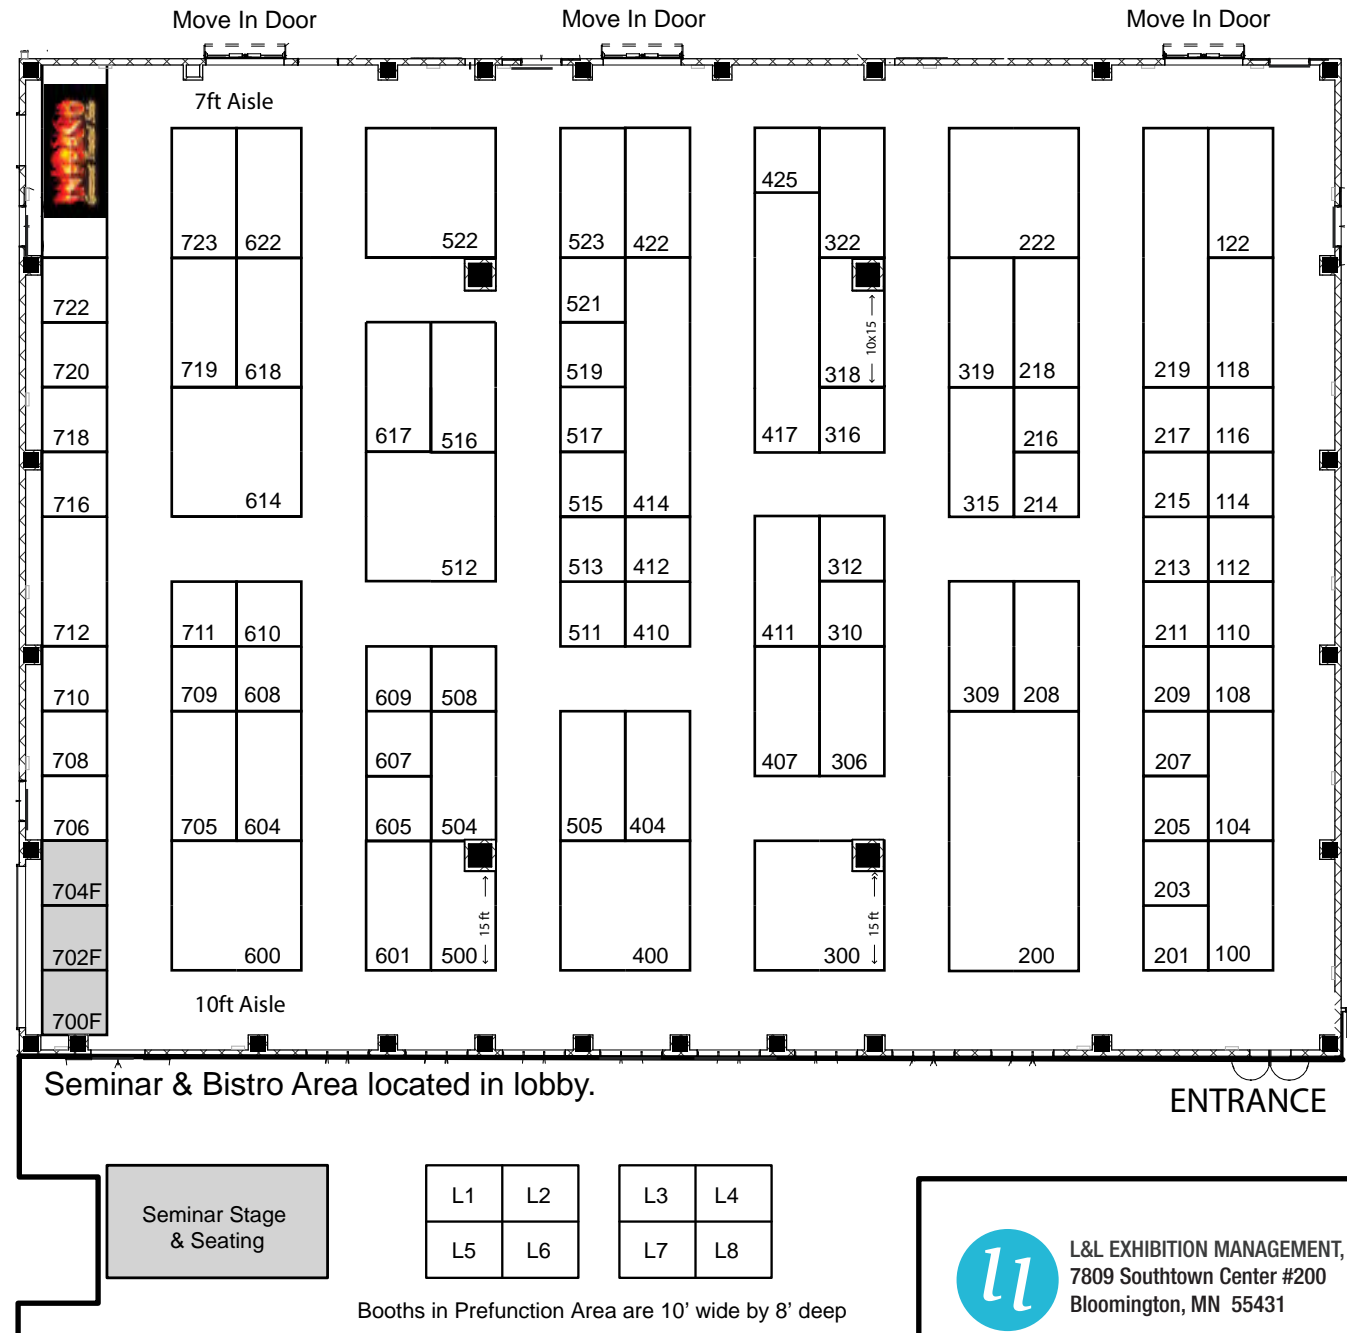 Move In Door Move In Door Move In Door
7ft Aisle
425
723 622 522 523 422 322 222 122
722 521 10x15
720 719 618 519 318 319 218 219 118
718 617 516 517 417 316 216 217 116
716 614 515 414 315 214 215 114
512 513 412 312 213 112
712 711 610 511 410 411 310 211 110
710 709 608 609 508 309 208 209 108
708 607 407 306 207
706 705 604 605 504 505 404 205 104
704F 203
15 ft 15 ft
702F 600 601 500 400 300 200 201 100
700F 10ft Aisle
Seminar & Bistro Area located in lobby.
ENTRANCE
L1 L2 L3 L4
Seminar Stage
& Seating
L5 L6 L7 L8
ll
L&L EXHIBITION MANAGEMENT,
7809 Southtown Center #200
Bloomington, MN 55431
Booths in Prefunction Area are 10' wide by 8' deep